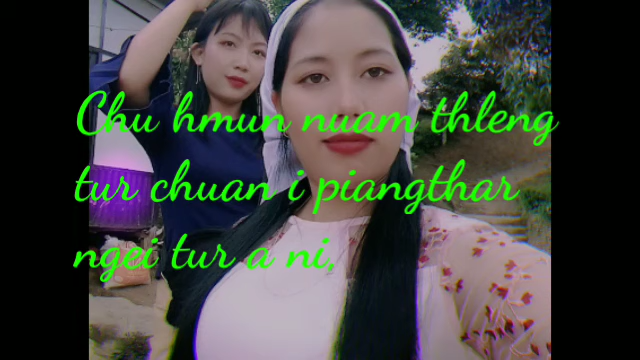 Chu hmun nuam thleng
tur chuan i piangthar
ngei tur a ni,